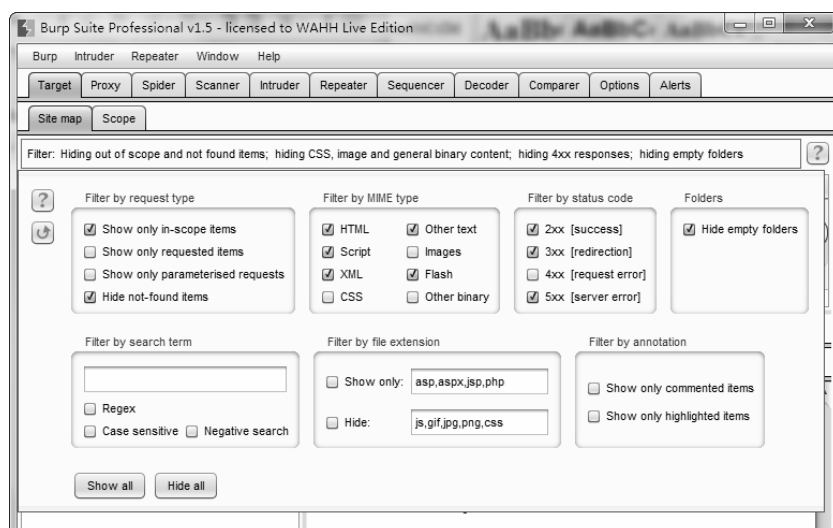 Burp Suite Professional v1.5 - licensed to WAHH Live Edition
Burp Intruder Repeater Window Help
Target Proxy Spider Scanner Intruder Repeater Sequencer Decoder Comparer Options Alerts
Site map Scope
Filter: Hiding out of scope and not found items; hiding CSS, image and general binary content; hiding 4xx responses; hiding empty folders
Filter by request type
Show only in-scope items
Show only requested items
Show only parameterised requests
Hide not-found items
Filter by MIME type
HTML Other text
Script Images
XML Flash
CSS Other binary
Filter by status code
2xx [success]
3xx [redirection]
4xx [request error]
5xx [server error]
Folders
Hide empty folders
Filter by search term
Regex
Case sensitive Negative search
Filter by file extension
Show only: asp,aspx,jsp,php
Hide: js,gif,jpg,png,css
Filter by annotation
Show only commented items
Show only highlighted items
Show all Hide all